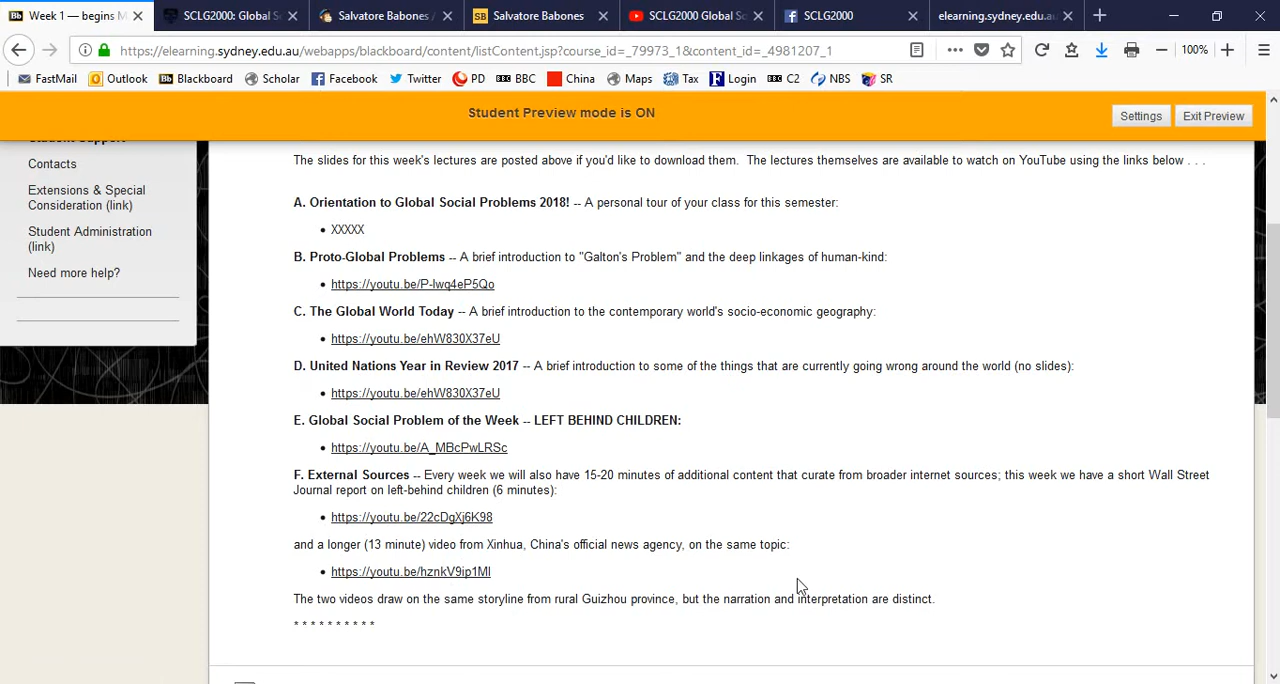 Week 1 — begins M
SCLG2000: Global S
Salvatore Babones /
SB Salvatore Babones
SCLG2000 Global S
SCLG2000
elearning.sydney.edu.au
https://elearning.sydney.edu.au/webapps/blackboard/content/listContent.jsp?course_id=_79973_1&content_id=_4981207_1
100%
FastMail Outlook Blackboard Scholar Facebook Twitter PD BBC China Maps Tax Login C2 NBS SR
Student Preview mode is ON
Settings
Exit Preview
Student Support
Contacts
Extensions & Special
Consideration (link)
Student Administration
(link)
Need more help?
The slides for this week's lectures are posted above if you'd like to download them. The lectures themselves are available to watch on YouTube using the links below . . .
A. Orientation to Global Social Problems 2018! -- A personal tour of your class for this semester:
• XXXXX
B. Proto-Global Problems -- A brief introduction to "Galton's Problem" and the deep linkages of human-kind:
• https://youtu.be/P-lwq4eP5Qo
C. The Global World Today -- A brief introduction to the contemporary world's socio-economic geography:
• https://youtu.be/ehW830X37eU
D. United Nations Year in Review 2017 -- A brief introduction to some of the things that are currently going wrong around the world (no slides):
• https://youtu.be/ehW830X37eU
E. Global Social Problem of the Week -- LEFT BEHIND CHILDREN:
• https://youtu.be/A_MBcPwLRSc
F. External Sources -- Every week we will also have 15-20 minutes of additional content that curate from broader internet sources; this week we have a short Wall Street
Journal report on left-behind children (6 minutes):
• https://youtu.be/22cDgXj6K98
and a longer (13 minute) video from Xinhua, China's official news agency, on the same topic:
• https://youtu.be/hznkV9ip1MI
The two videos draw on the same storyline from rural Guizhou province, but the narration and interpretation are distinct.
* * * * * * * * * *